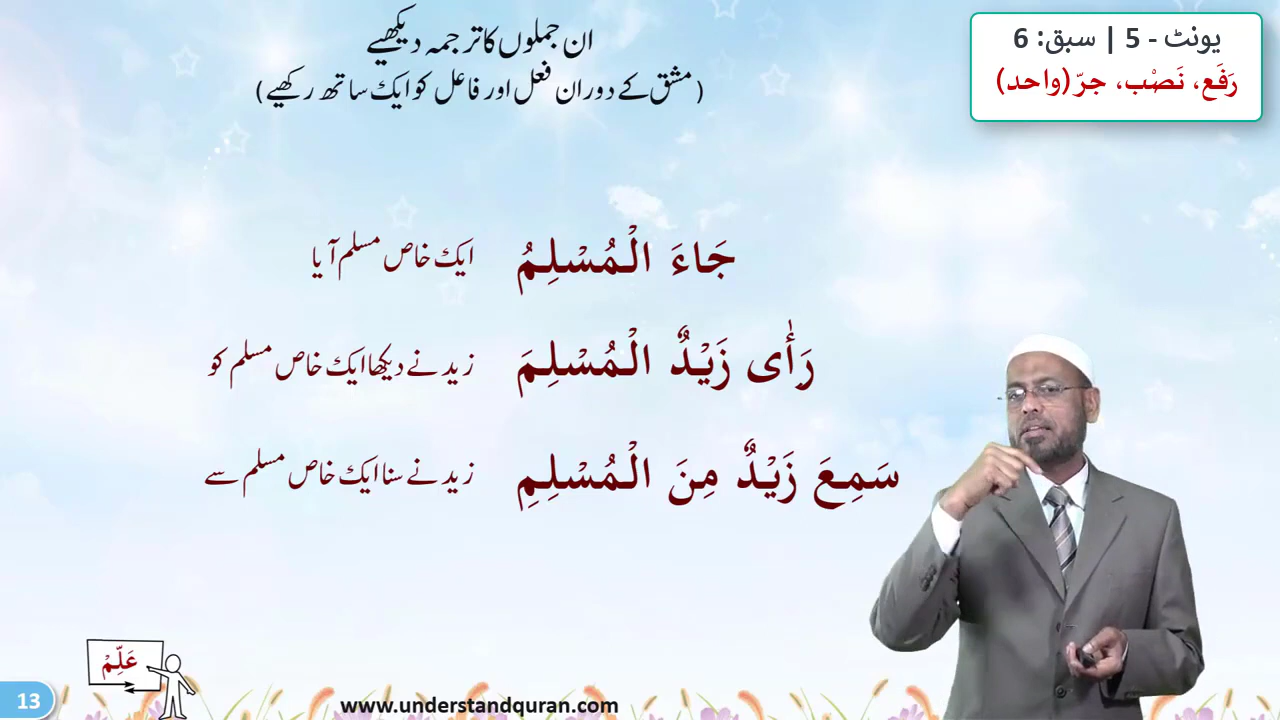 یونٹ - 5 | سبق: 6
رَفَع، نَصْب، جرّ (واحد)
ان جملوں کا ترجمہ دیکھیے
(مشق کے دوران فعل اور فاعل کو ایک ساتھ رکھیے)
جَاءَ الْمُسْلِمُ ایک خاص مسلم آیا
رَأٰى زَيْدٌ الْمُسْلِمَ زید نے دیکھا ایک خاص مسلم کو
سَمِعَ زَيْدٌ مِنَ الْمُسْلِمِ زید نے سنا ایک خاص مسلم سے
عَلِّمْ
13
www.understandquran.com